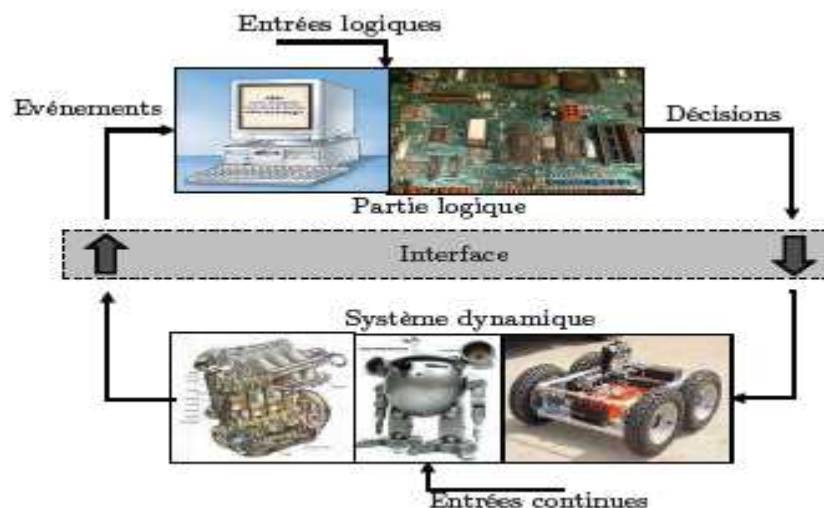 Entrées logiques
Evénements
Décisions
Partie logique
Interface
Système dynamique
Entrées continues